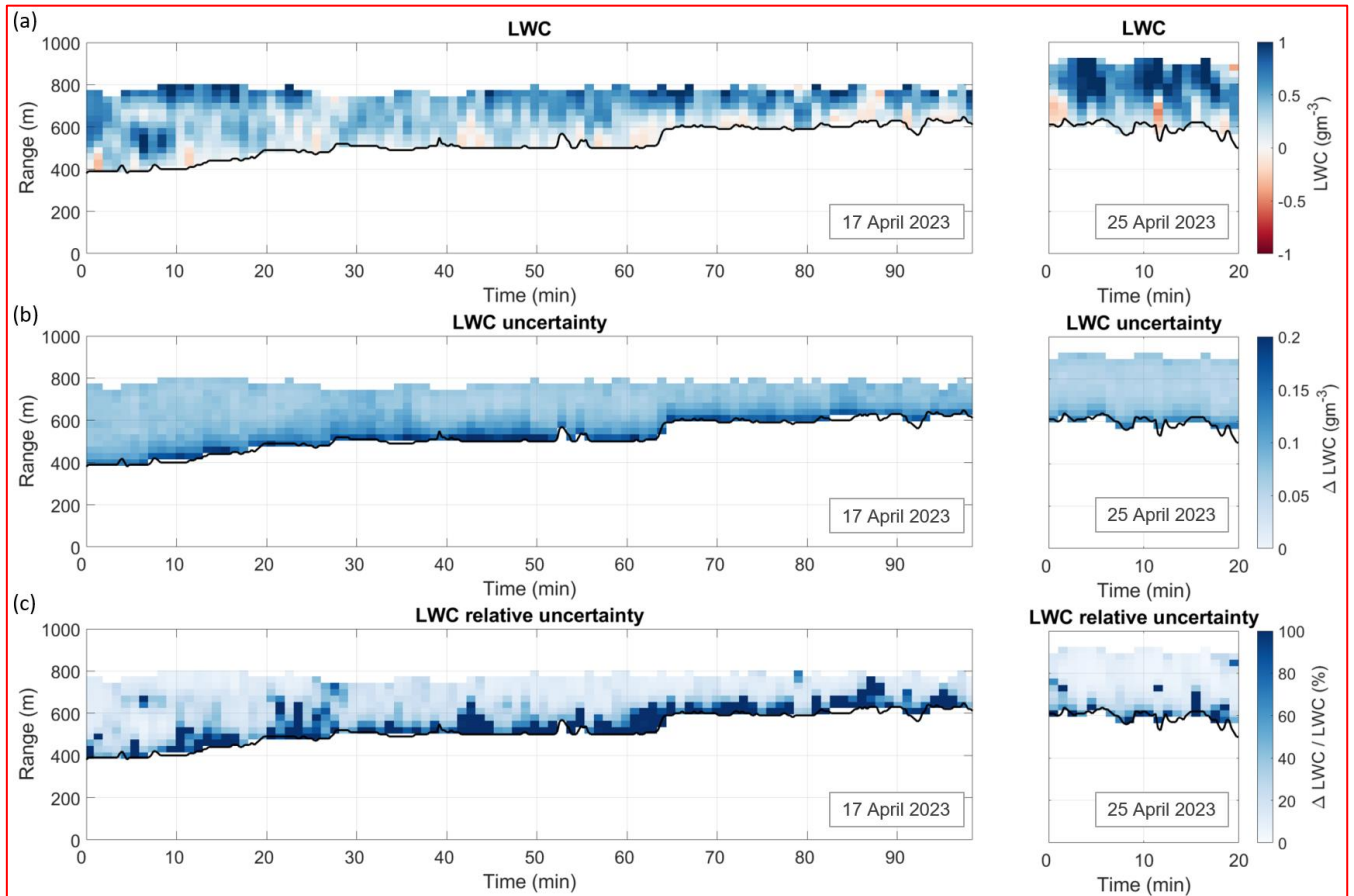 (a)
LWC
LWC
1000
800
600
400
200
0
Range (m)
17 April 2023
25 April 2023
0 10 20 30 40 50 60 70 80 90
Time (min)
0 5 10 15 20
Time (min)
1
0.5
0
-0.5
-1
LWC (gm-3)
(b)
LWC uncertainty
LWC uncertainty
1000
800
600
400
200
0
Range (m)
17 April 2023
25 April 2023
0 10 20 30 40 50 60 70 80 90
Time (min)
0 5 10 15 20
Time (min)
0.2
0.15
0.1
0.05
0
Δ LWC (gm-3)
(c)
LWC relative uncertainty
LWC relative uncertainty
1000
800
600
400
200
0
Range (m)
17 April 2023
25 April 2023
0 10 20 30 40 50 60 70 80 90
Time (min)
0 5 10 15 20
Time (min)
100
80
60
40
20
0
Δ LWC / LWC (%)